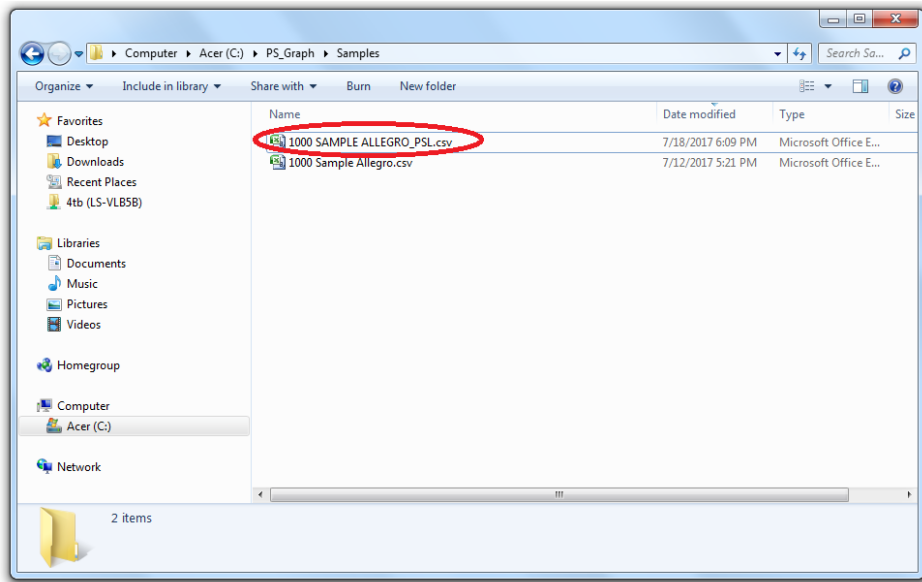 Computer Acer (C:) PS_Graph Samples
Search Sa...
Organize Include in library Share with Burn New folder
Favorites
Desktop
Downloads
Recent Places
4tb (LS-VLB5B)
Libraries
Documents
Music
Pictures
Videos
Homegroup
Computer
Acer (C:)
Network
Name Date modified Type Size
1000 SAMPLE ALLEGRO_PSL.csv 7/18/2017 6:09 PM Microsoft Office E...
1000 Sample Allegro.csv 7/12/2017 5:21 PM Microsoft Office E...
2 items